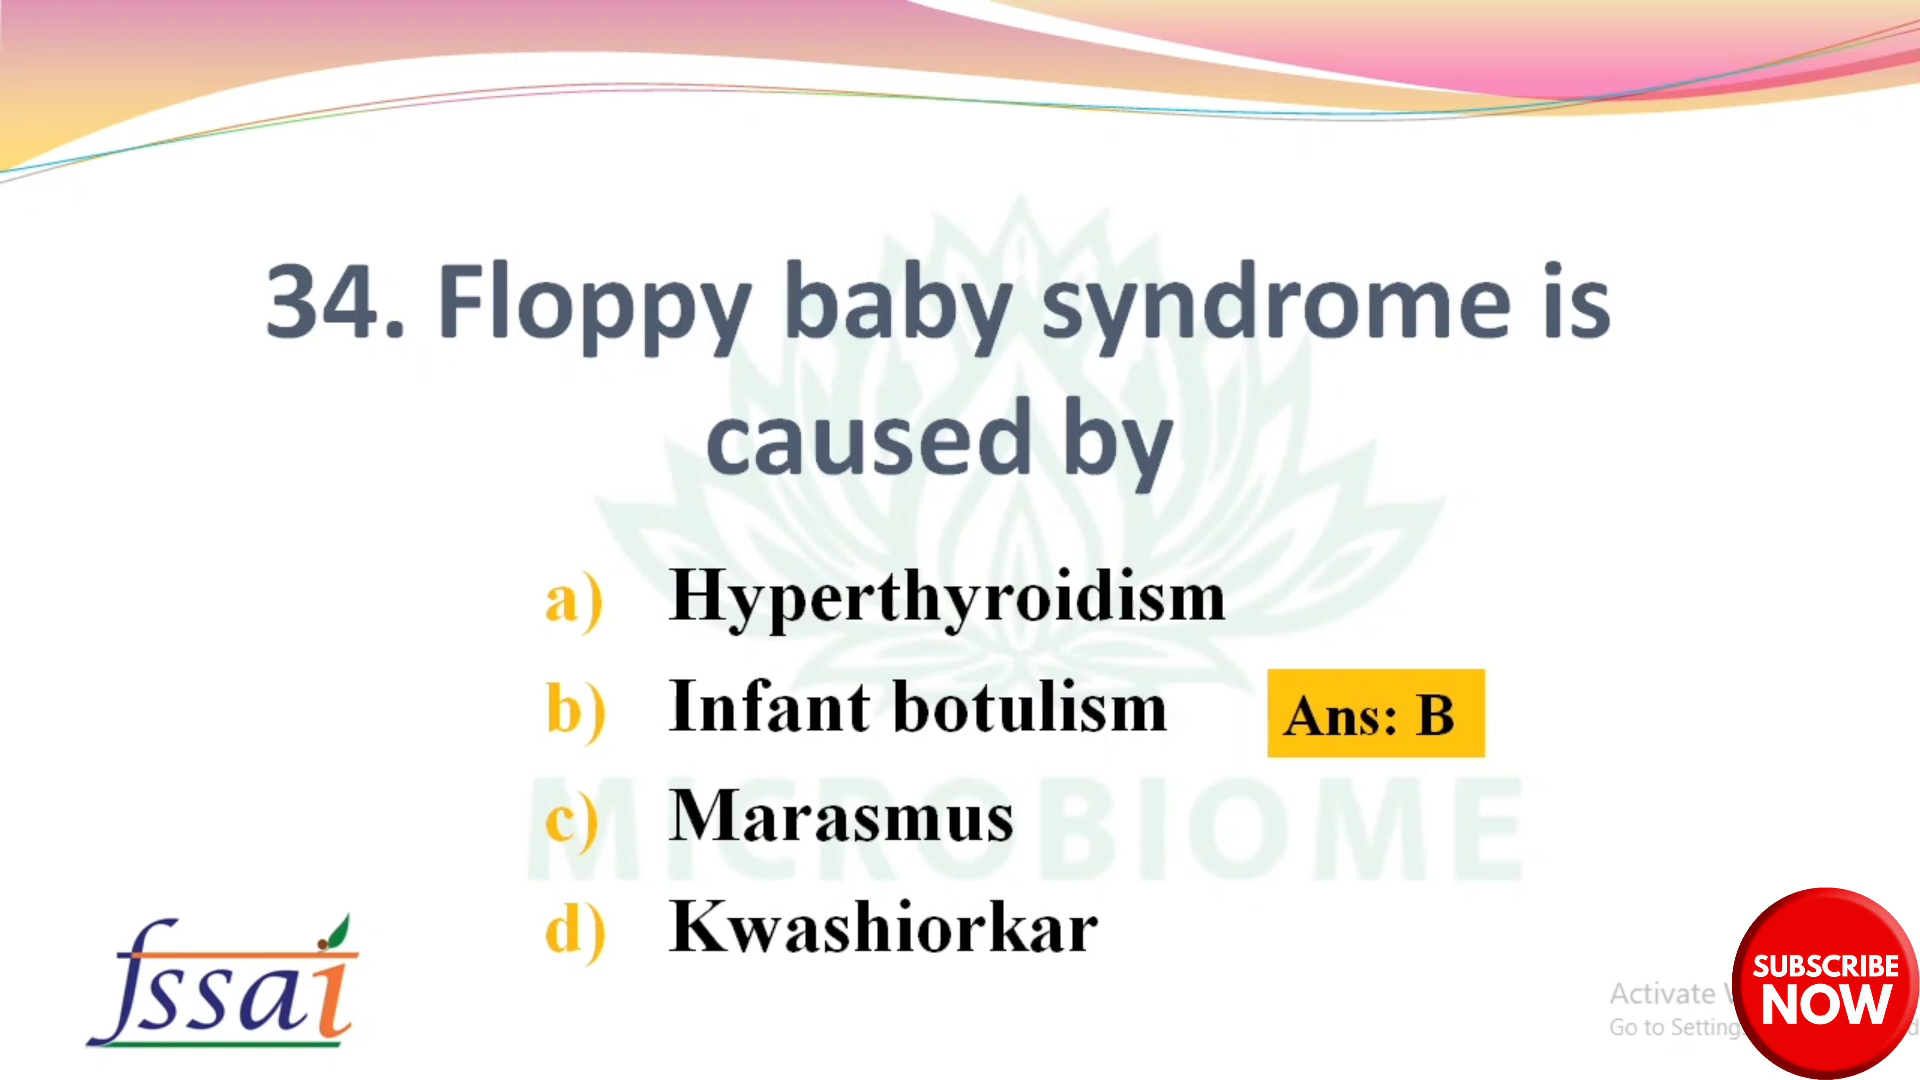 34. Floppy baby syndrome is
caused by
a) Hyperthyroidism
b) Infant botulism
Ans: B
c) Marasmus
d) Kwashiorkar
MICROBIOME
fssai
Activate
Go to Setting
SUBSCRIBE
NOW